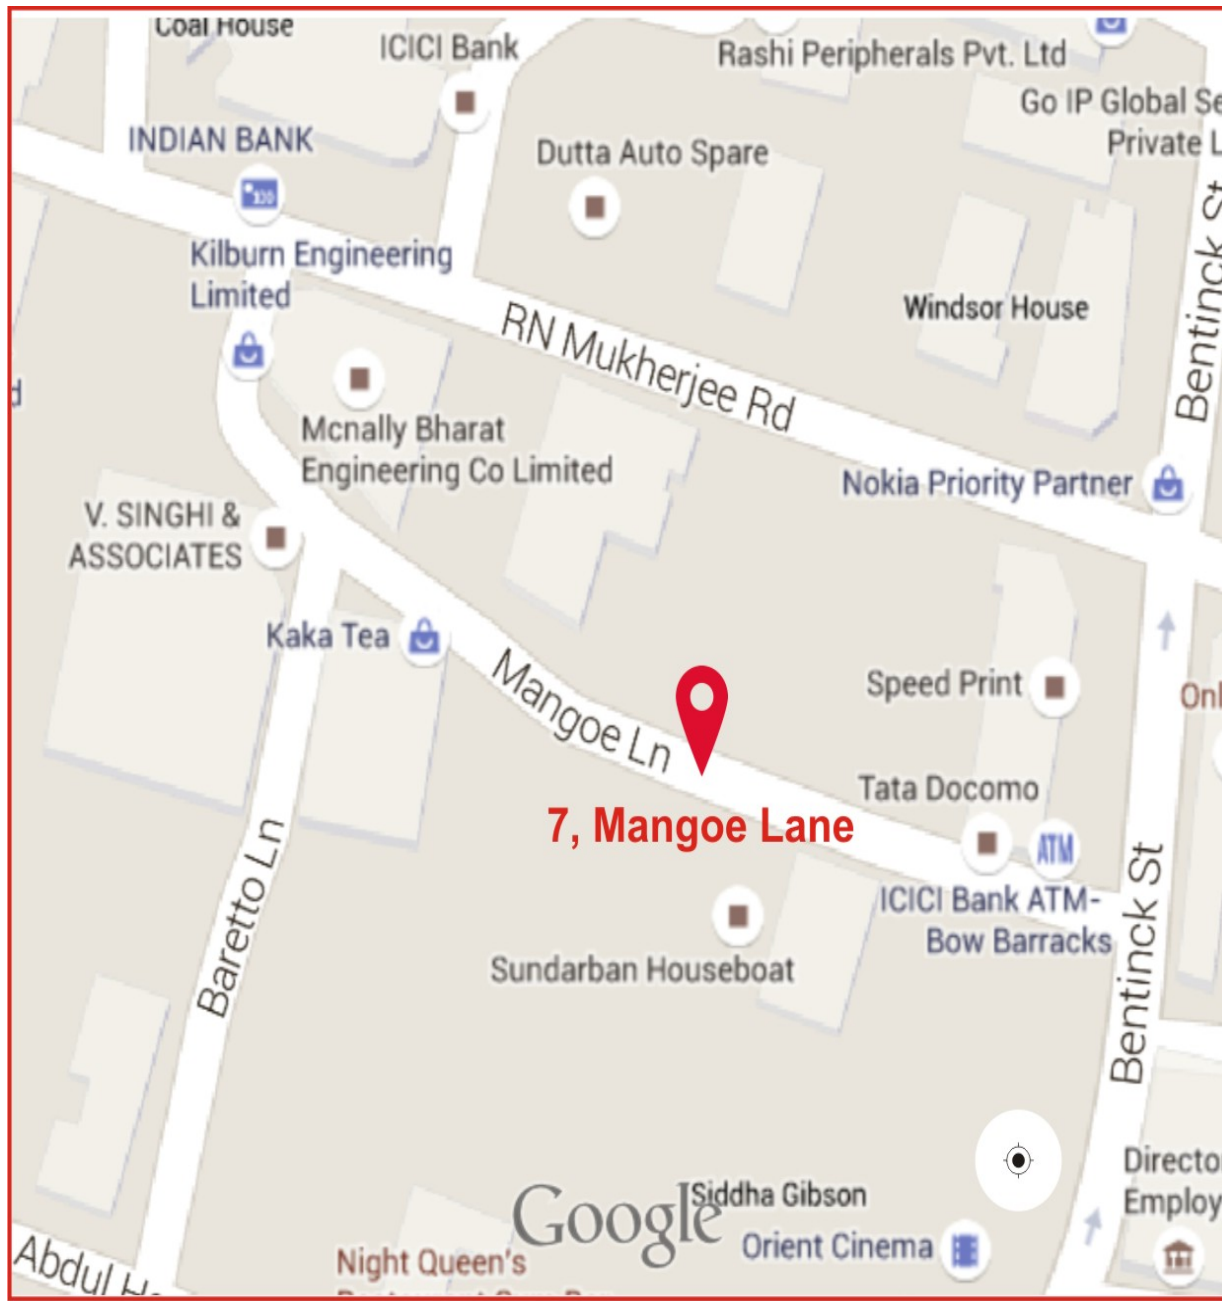 Coal House
ICICI Bank
Rashi Peripherals Pvt. Ltd
Go IP Global Se
Private L
INDIAN BANK
100
Dutta Auto Spare
Kilburn Engineering
Limited
Bentinck St
Windsor House
RN Mukherjee Rd
d
Mcnally Bharat
Engineering Co Limited
Nokia Priority Partner
V. SINGHI &
ASSOCIATES
Kaka Tea
Mangoe Ln
Speed Print
Onl
Tata Docomo
7, Mangoe Lane
ATM
Baretto Ln
ICICI Bank ATM-
Bow Barracks
Bentinck St
Sundarban Houseboat
Directo
Employ
Siddha Gibson
Google
Orient Cinema
Abdul H
Night Queen's